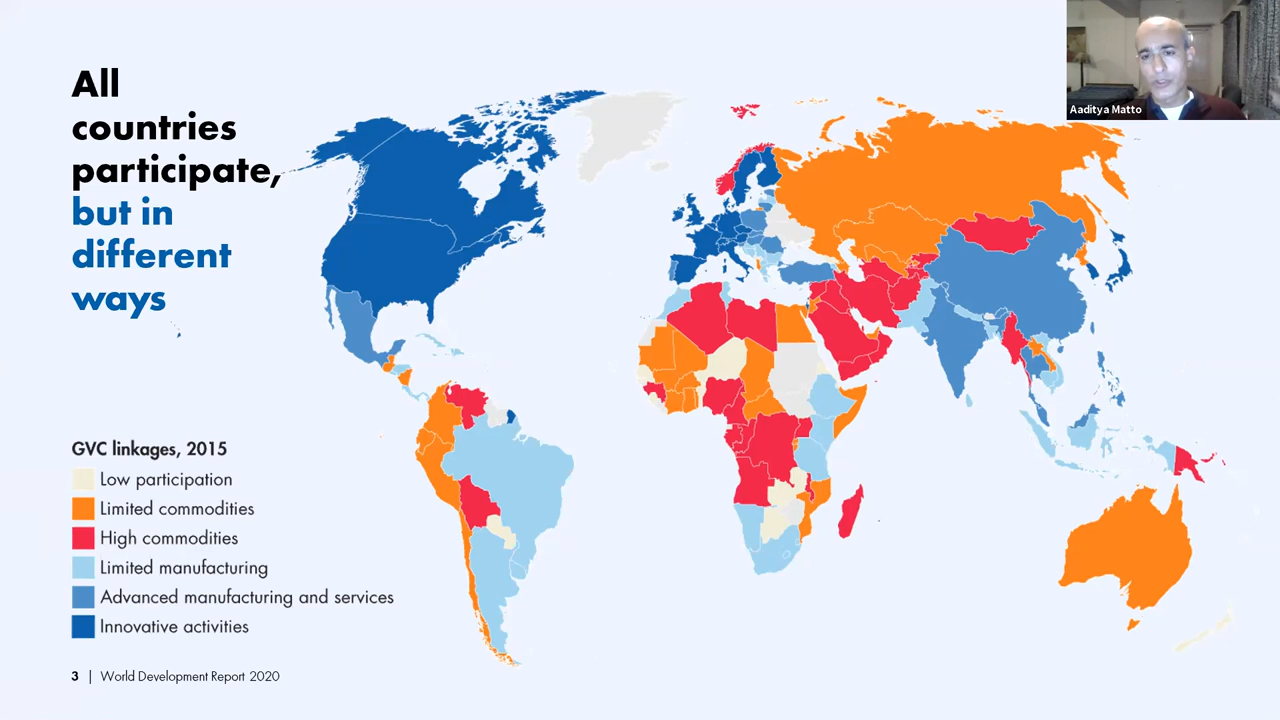 All
countries
participate,
but in
different
ways
GVC linkages, 2015
Low participation
Limited commodities
High commodities
Limited manufacturing
Advanced manufacturing and services
Innovative activities
3 | World Development Report 2020
Aaditya Matto